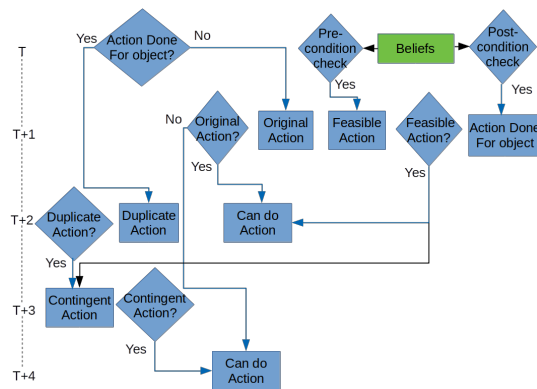 T
Yes
Action Done
For object?
No
Pre-
condition
check
Beliefs
Post-
condition
check
Yes
Yes
T+1
No
Original
Action?
Original
Action
Feasible
Action
Feasible
Action?
Action Done
For object
Yes
Yes
T+2
Duplicate
Action?
Duplicate
Action
Can do
Action
Yes
T+3
Contingent
Action
Contingent
Action?
Yes
Can do
Action
T+4